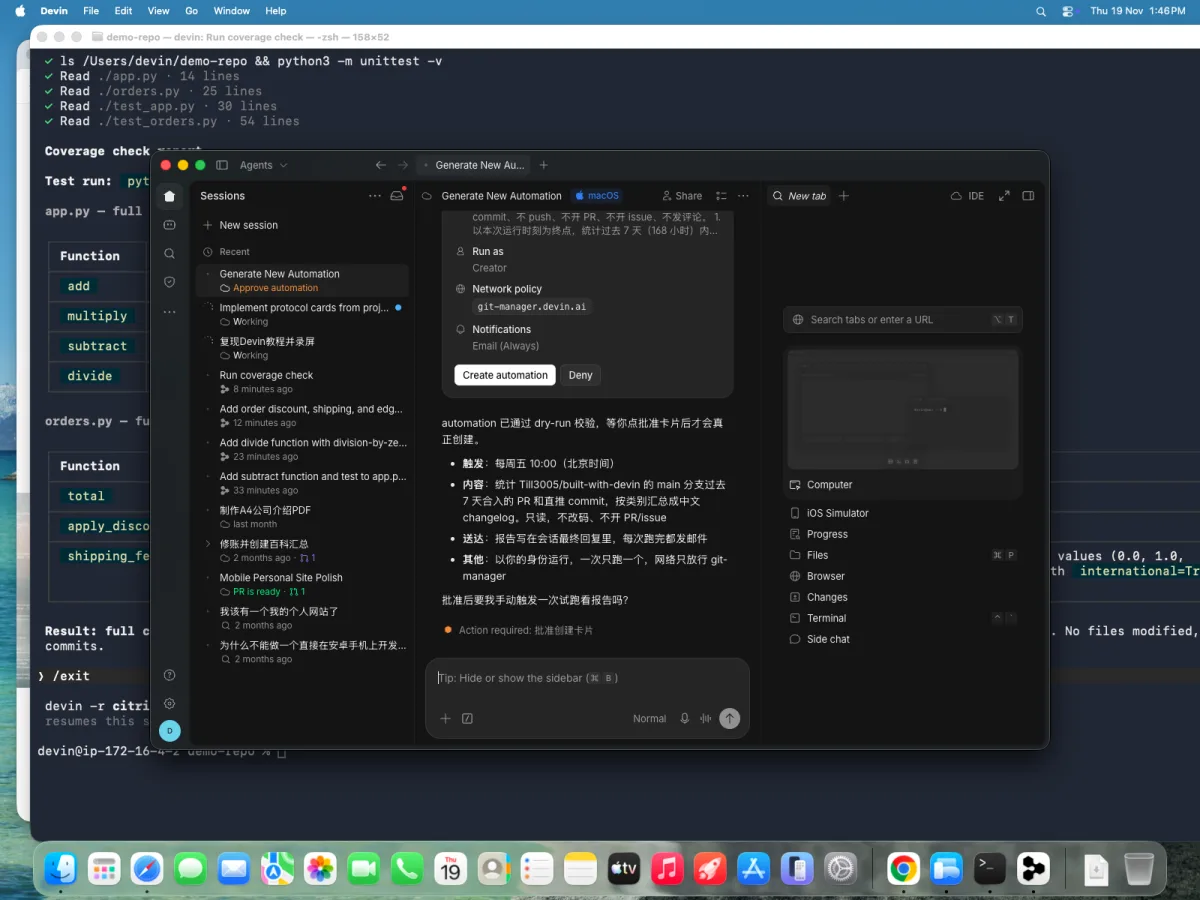 Devin File Edit View Go Window Help
Thu 19 Nov 1:46PM
demo-repo — devin: Run coverage check — -zsh — 158×52
✓ ls /Users/devin/demo-repo && python3 -m unittest -v
✓ Read ./app.py · 14 lines
✓ Read ./orders.py · 25 lines
✓ Read ./test_app.py · 30 lines
✓ Read ./test_orders.py · 54 lines
Coverage check report
Test run: pyt
app.py — full
Function
add
multiply
subtract
divide
orders.py — fu
Function
total
apply_disco
shipping_fe
values (0.0, 1.0,
th international=Tr
Result: full c
. No files modified,
commits.
❯ /exit
devin -r citri
resumes this s
devin@ip-172-16-4-2 demo-repo %
Agents
Generate New Au...
Sessions
New session
Recent
Generate New Automation
Approve automation
Implement protocol cards from proj...
Working
复现Devin教程并录屏
Working
Run coverage check
8 minutes ago
Add order discount, shipping, and edg...
12 minutes ago
Add divide function with division-by-ze...
23 minutes ago
Add subtract function and test to app.p...
33 minutes ago
制作A4公司介绍PDF
last month
修账并创建百科汇总
2 months ago · 1
Mobile Personal Site Polish
PR is ready · 1
我该有一个我的个人网站了
2 months ago
为什么不能做一个直接在安卓手机上开发...
2 months ago
D
Generate New Automation macOS Share
commit、不 push、不开 PR、不开 issue、不发评论。 1.
以本次运行时刻为终点，统计过去 7 天（168 小时）内...
Run as
Creator
Network policy
git-manager.devin.ai
Notifications
Email (Always)
Create automation Deny
automation 已通过 dry-run 校验，等你点批准卡片后才会真
正创建。
• 触发：每周五 10:00（北京时间）
• 内容：统计 Till3005/built-with-devin 的 main 分支过去
7 天合入的 PR 和直推 commit，按类别汇总成中文
changelog。只读，不改码、不开 PR/issue
• 送达：报告写在会话最终回复里，每次跑完都发邮件
• 其他：以你的身份运行，一次只跑一个，网络只放行 git-
manager
批准后要我手动触发一次试跑看报告吗？
Action required: 批准创建卡片
Tip: Hide or show the sidebar (⌘ B)
Normal
New tab
IDE
Search tabs or enter a URL ⌥ T
Computer
iOS Simulator
Progress
Files ⌘ P
Browser
Changes
Terminal ^ `
Side chat
Thu
19
tv